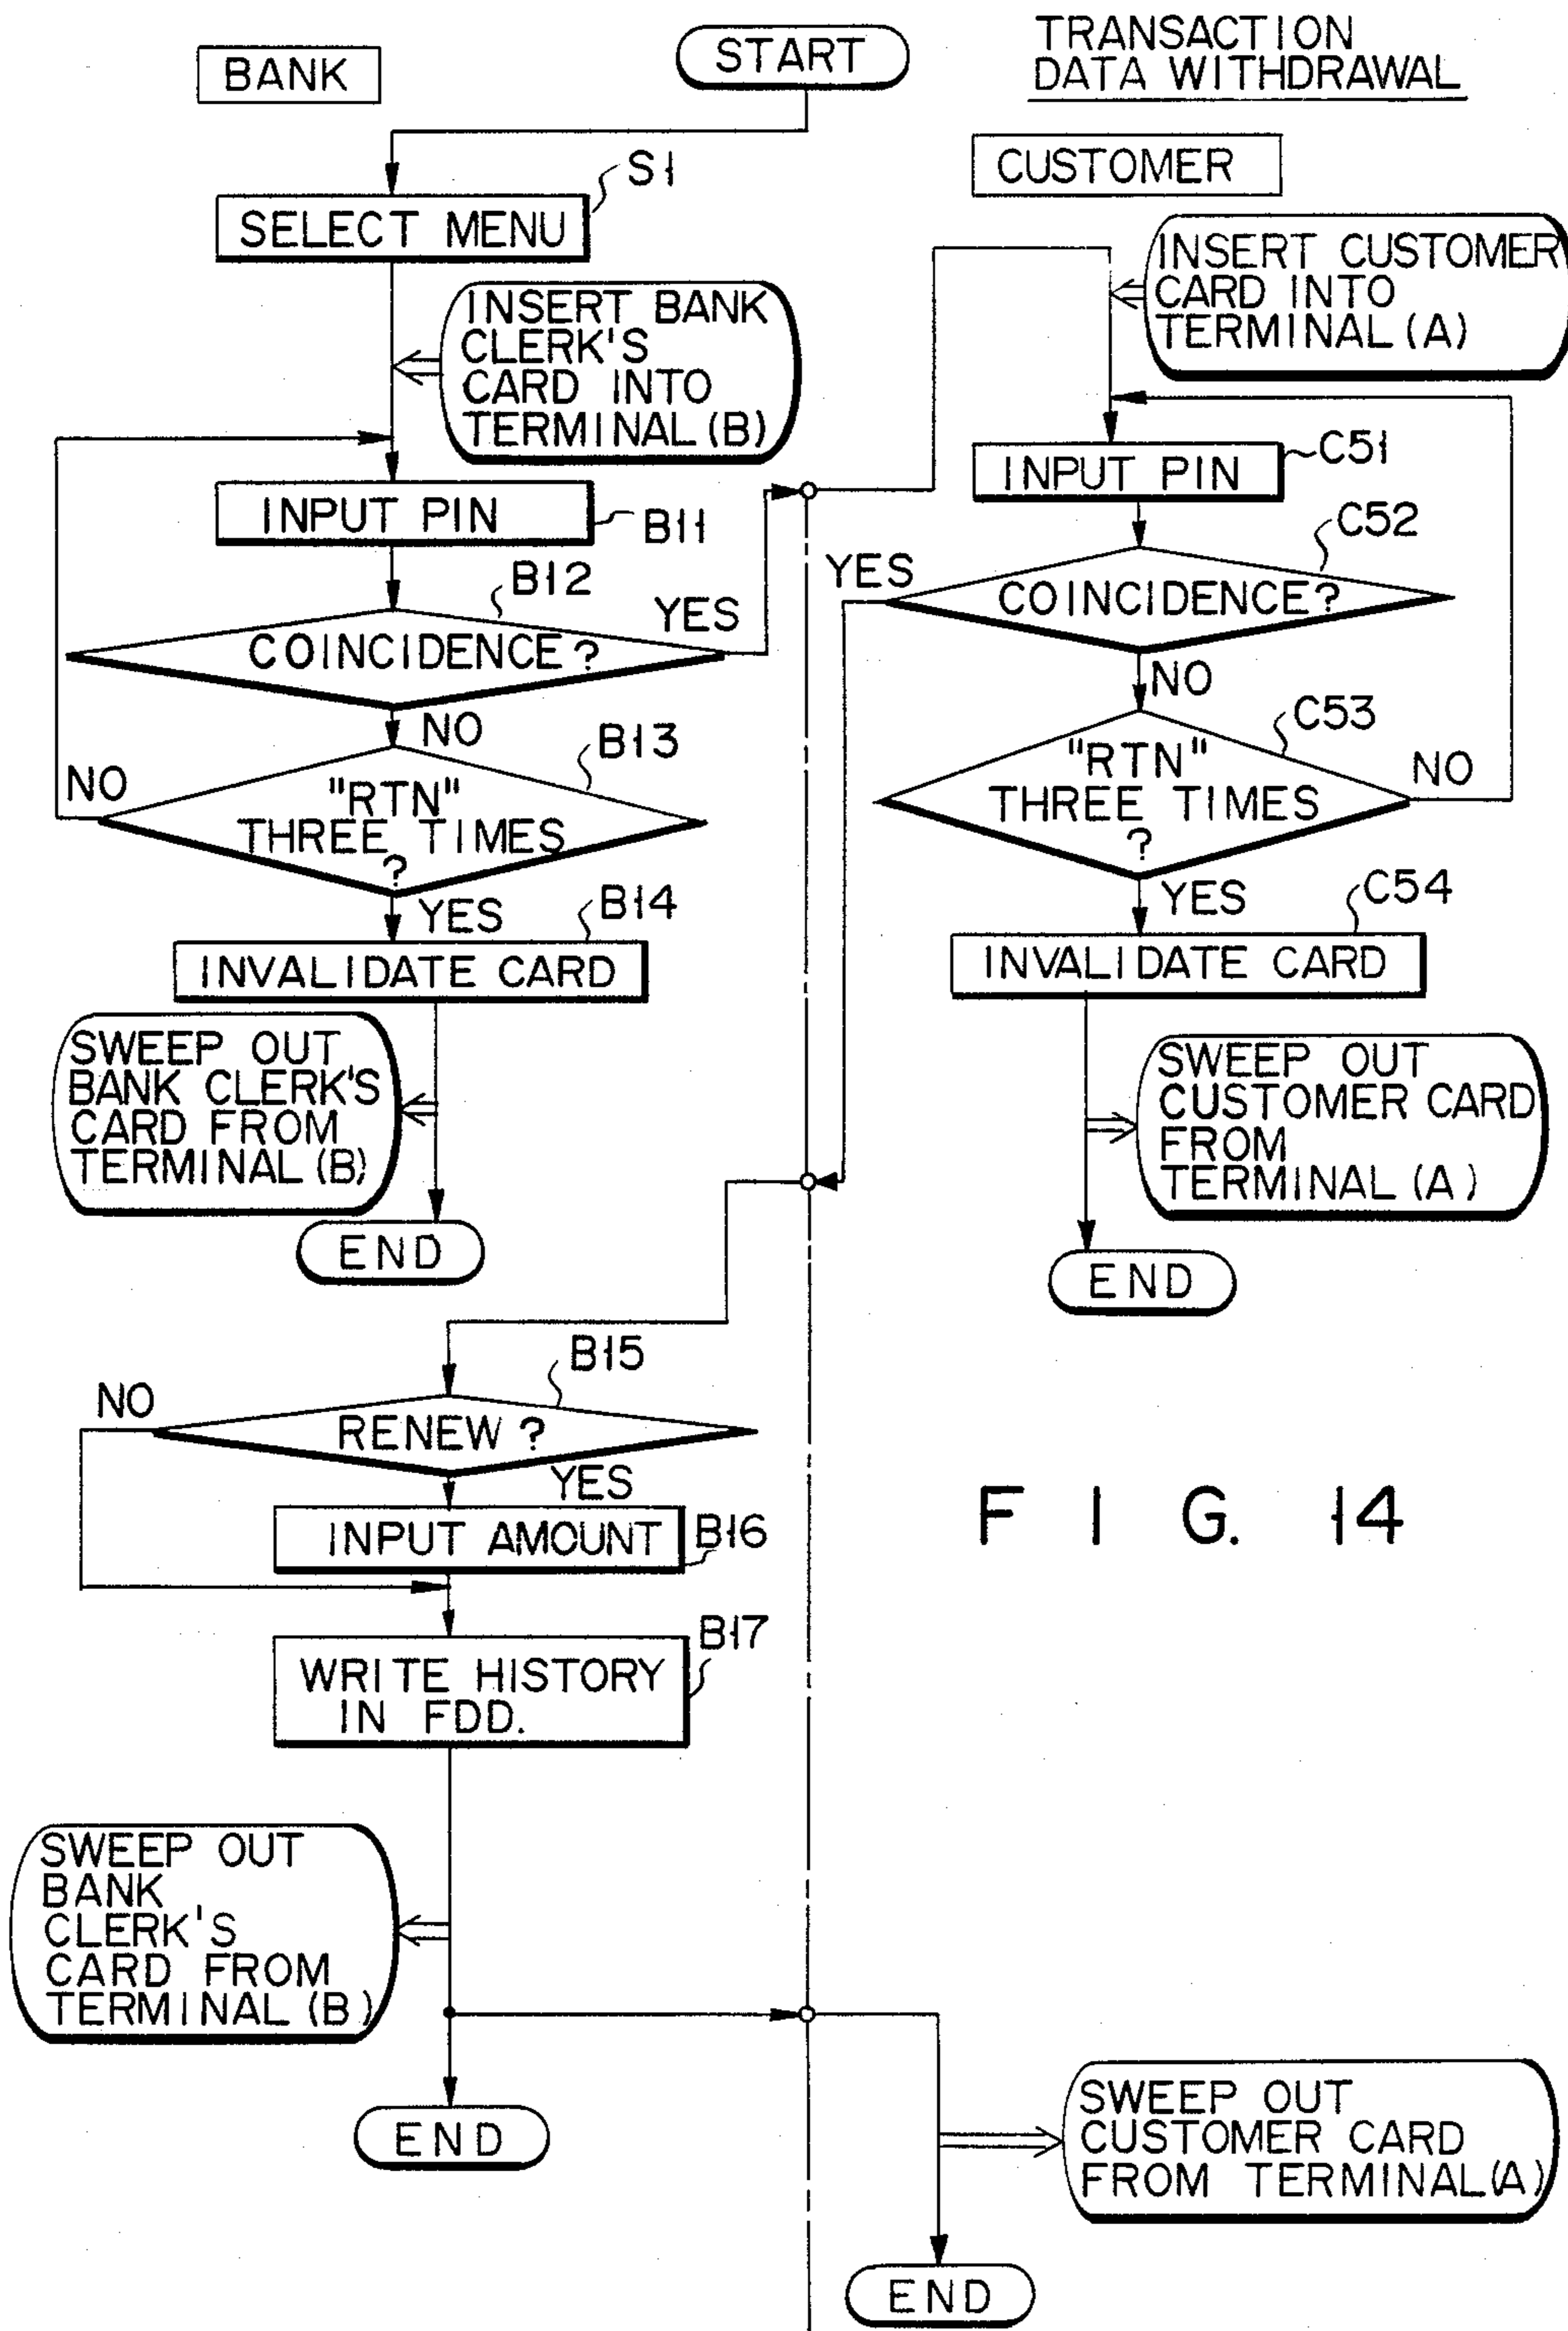 BANK
START
TRANSACTION
DATA WITHDRAWAL
CUSTOMER
S1
SELECT MENU
INSERT BANK
CLERK'S
CARD INTO
TERMINAL (B)
INPUT PIN
B11
B12
COINCIDENCE?
YES
NO
B13
"RTN"
THREE TIMES
?
NO
YES
B14
INVALIDATE CARD
SWEEP OUT
BANK CLERK'S
CARD FROM
TERMINAL (B)
END
INSERT CUSTOMER
CARD INTO
TERMINAL (A)
INPUT PIN
C51
C52
YES
COINCIDENCE?
NO
C53
"RTN"
THREE TIMES
?
NO
YES
C54
INVALIDATE CARD
SWEEP OUT
CUSTOMER CARD
FROM
TERMINAL (A)
END
B15
NO
RENEW?
YES
INPUT AMOUNT
B16
B17
WRITE HISTORY
IN FDD.
FIG. 14
SWEEP OUT
BANK
CLERK'S
CARD FROM
TERMINAL (B)
END
SWEEP OUT
CUSTOMER CARD
FROM TERMINAL (A)
END